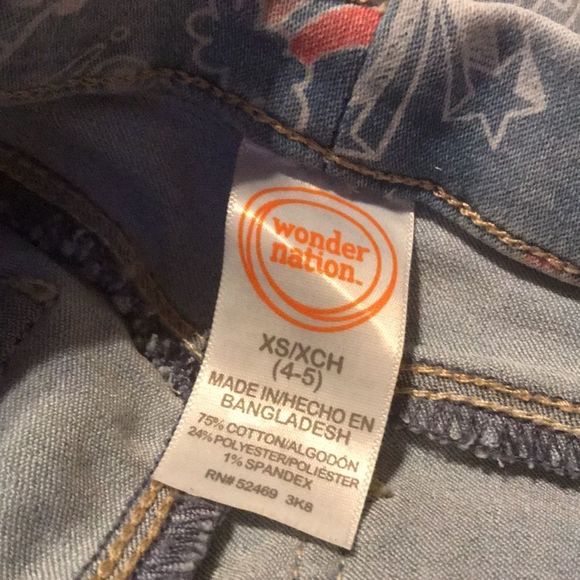 wonder
nation™
XS/XCH
(4-5)
MADE IN/HECHO EN
BANGLADESH
75% COTTON/ALGODÓN
24% POLYESTER/POLIÉSTER
1% SPANDEX
RN# 52469 3K8